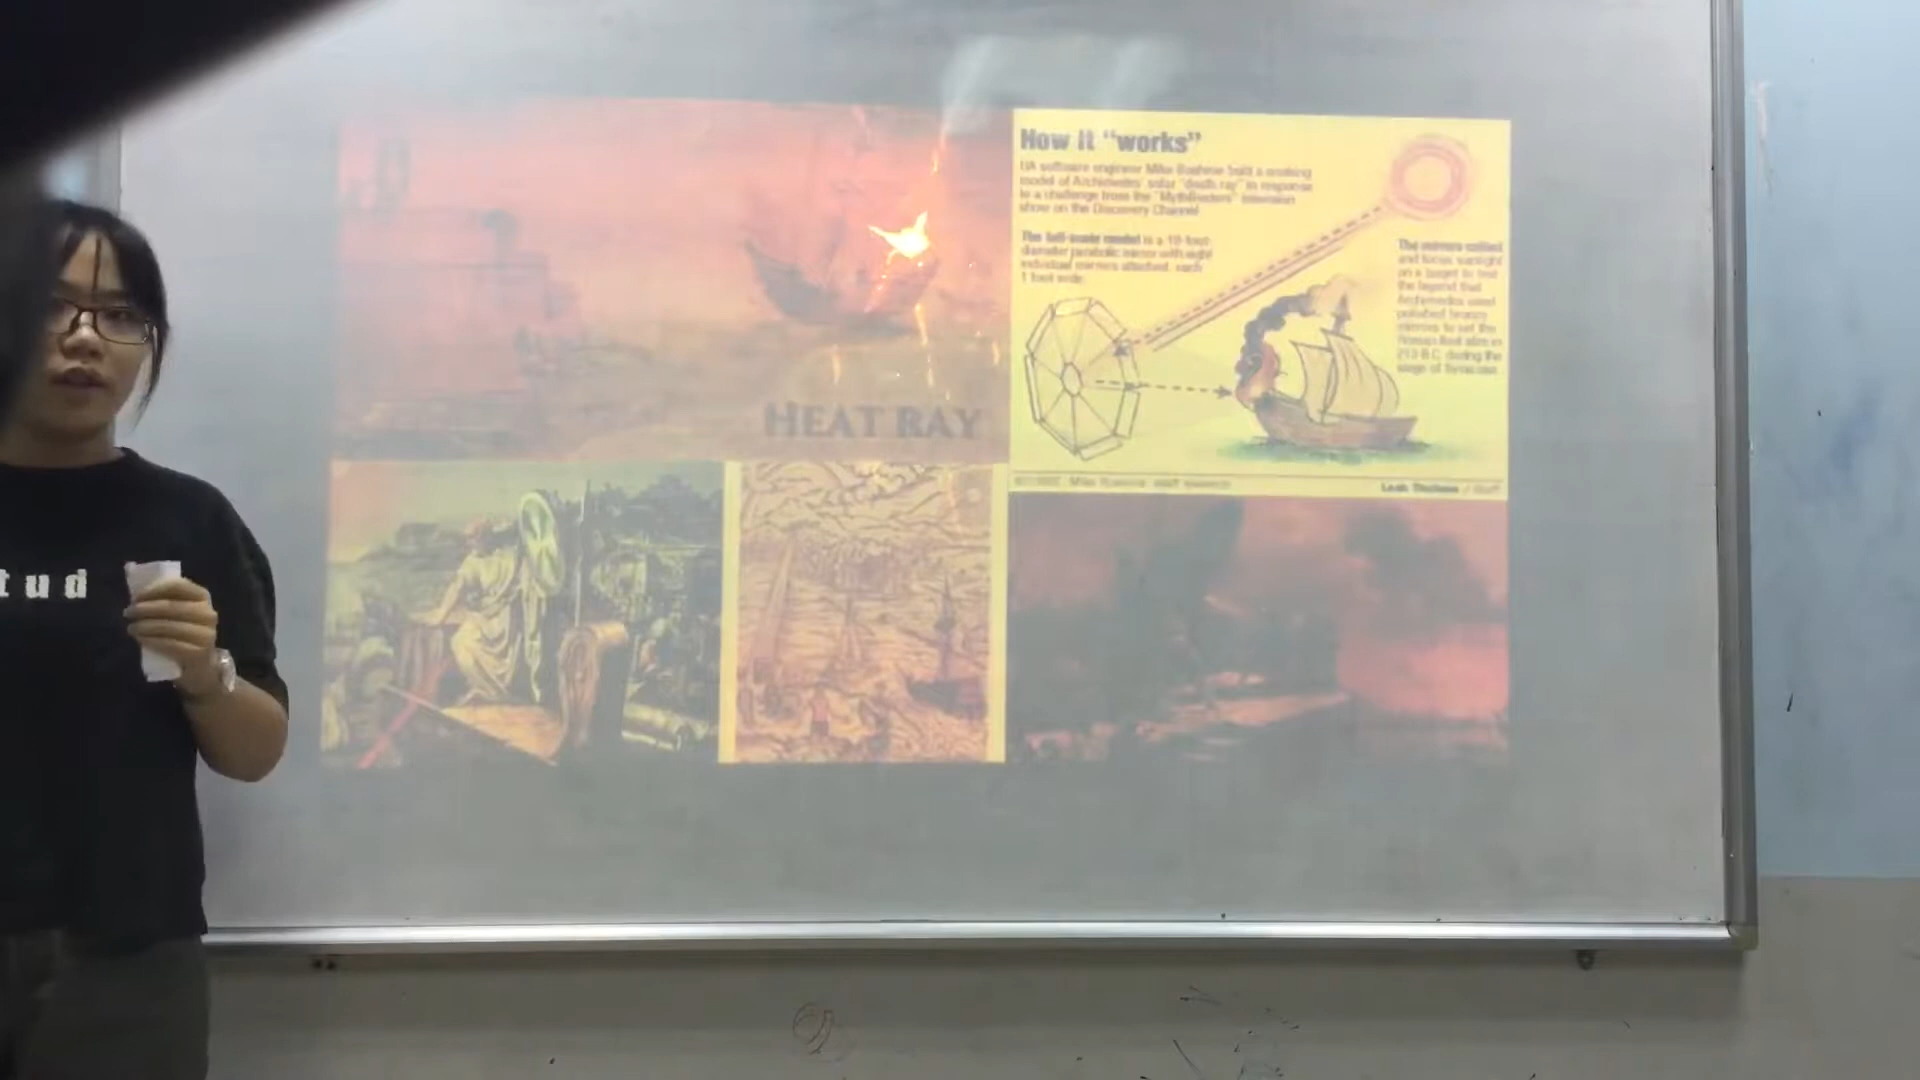 tud
HEAT RAY
How it "works"
UA software engineer Mike Bushroe built a working
model of Archimedes' solar "death ray" in response
to a challenge from the "MythBusters" television
show on the Discovery Channel
The full-scale model is a 10-foot-
diameter parabolic mirror with eight
individual mirrors attached, each
1 foot wide.
The mirrors collect
and focus sunlight
on a target to test
the legend that
Archimedes used
polished bronze
mirrors to set the
Roman fleet afire in
213 B.C. during the
siege of Syracuse.